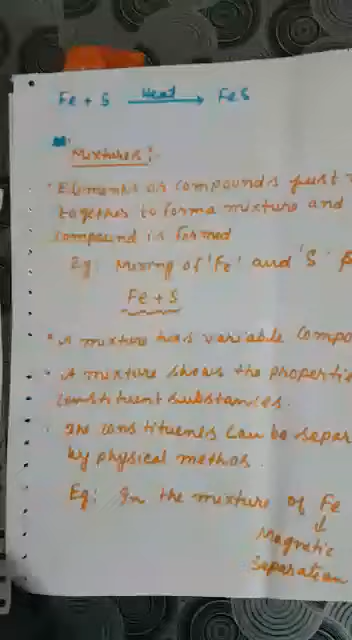 Fe + S Heat → FeS
Mixtures:-
• Elements or compounds just
together to form a mixture and
compound is formed
Eg: Mixing of 'Fe' and 'S'
Fe + S
• A mixture has variable compo
• A mixture shows the propertie
constituent substances.
• The constituents can be separ
by physical method.
Eg: In the mixture of Fe
↓
Magnetic
Separation